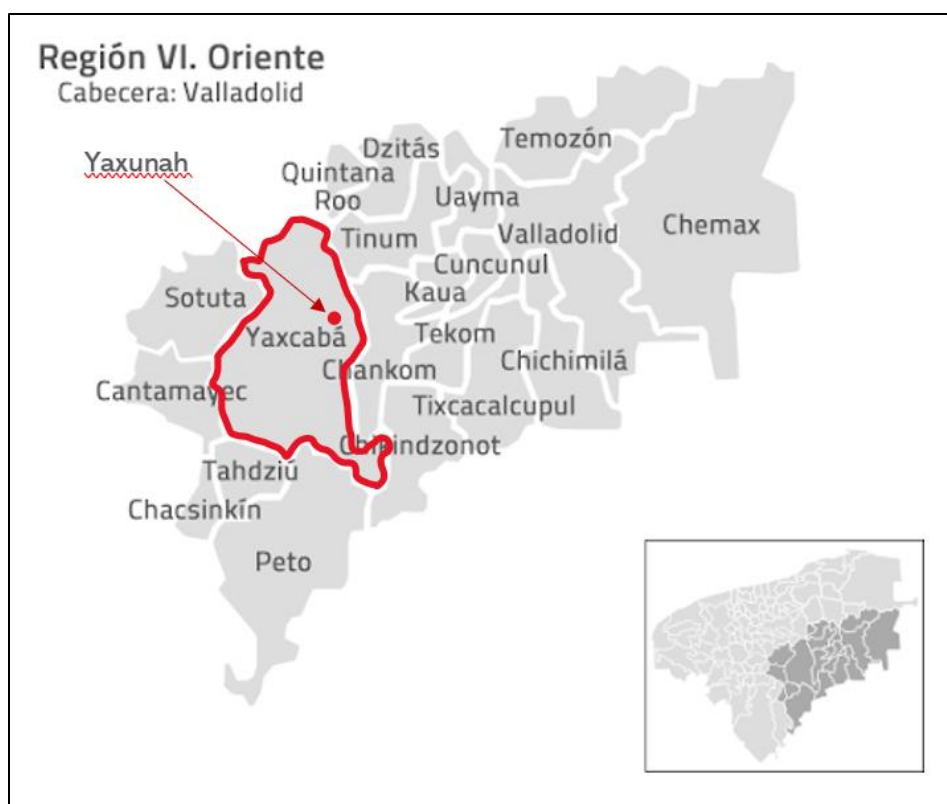 Región VI. Oriente
Cabecera: Valladolid
Temozón
Dzitás
Yaxunah
Quintana
Roo
Uayma
Chemax
Valladolid
Tinum
Cuncunul
Sotuta
Kaua
Yaxcabá
Tekom
Chichimilá
Chankom
Cantamayec
Tixcacalcupul
Chikindzonot
Tahdziú
Chacsinkín
Peto